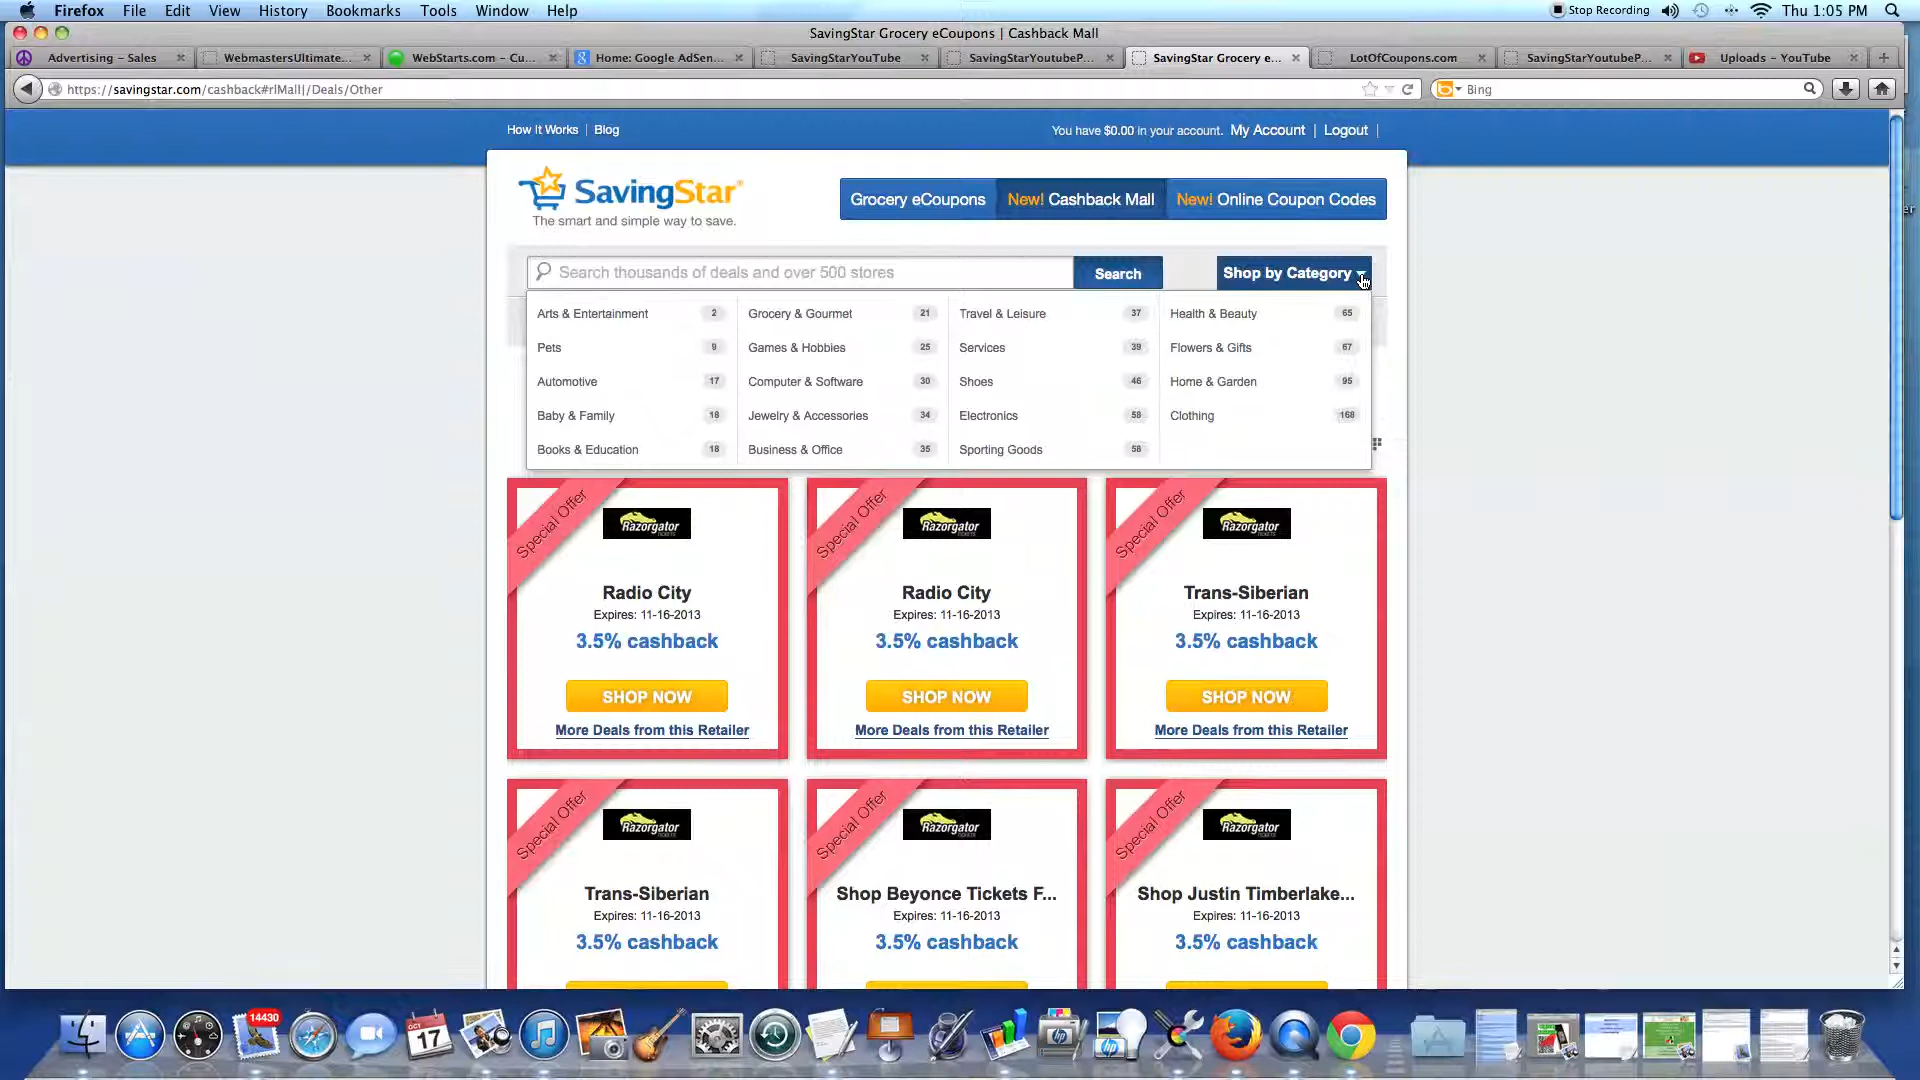 Firefox File Edit View History Bookmarks Tools Window Help Stop Recording Thu 1:05 PM
SavingStar Grocery eCoupons | Cashback Mall
Advertising - Sales WebmastersUltimate... WebStarts.com - Cu... Home: Google AdSen... SavingStarYouTube SavingStarYoutubeP... SavingStar Grocery e... LotOfCoupons.com SavingStarYoutubeP... Uploads - YouTube
https://savingstar.com/cashback#rlMall|/Deals/Other Bing
How It Works | Blog You have $0.00 in your account. My Account | Logout |
SavingStar®
The smart and simple way to save.
Grocery eCoupons New! Cashback Mall New! Online Coupon Codes
Search thousands of deals and over 500 stores Search Shop by Category
Arts & Entertainment 2 Grocery & Gourmet 21 Travel & Leisure 37 Health & Beauty 65
Pets 9 Games & Hobbies 25 Services 39 Flowers & Gifts 67
Automotive 17 Computer & Software 30 Shoes 46 Home & Garden 95
Baby & Family 18 Jewelry & Accessories 34 Electronics 58 Clothing 168
Books & Education 18 Business & Office 35 Sporting Goods 58
Special Offer Razorgator TICKETS Special Offer Razorgator TICKETS Special Offer Razorgator TICKETS
Radio City Radio City Trans-Siberian
Expires: 11-16-2013 Expires: 11-16-2013 Expires: 11-16-2013
3.5% cashback 3.5% cashback 3.5% cashback
SHOP NOW SHOP NOW SHOP NOW
More Deals from this Retailer More Deals from this Retailer More Deals from this Retailer
Special Offer Razorgator TICKETS Special Offer Razorgator TICKETS Special Offer Razorgator TICKETS
Trans-Siberian Shop Beyonce Tickets F... Shop Justin Timberlake...
Expires: 11-16-2013 Expires: 11-16-2013 Expires: 11-16-2013
3.5% cashback 3.5% cashback 3.5% cashback
14430
OCT
17
hp
hp